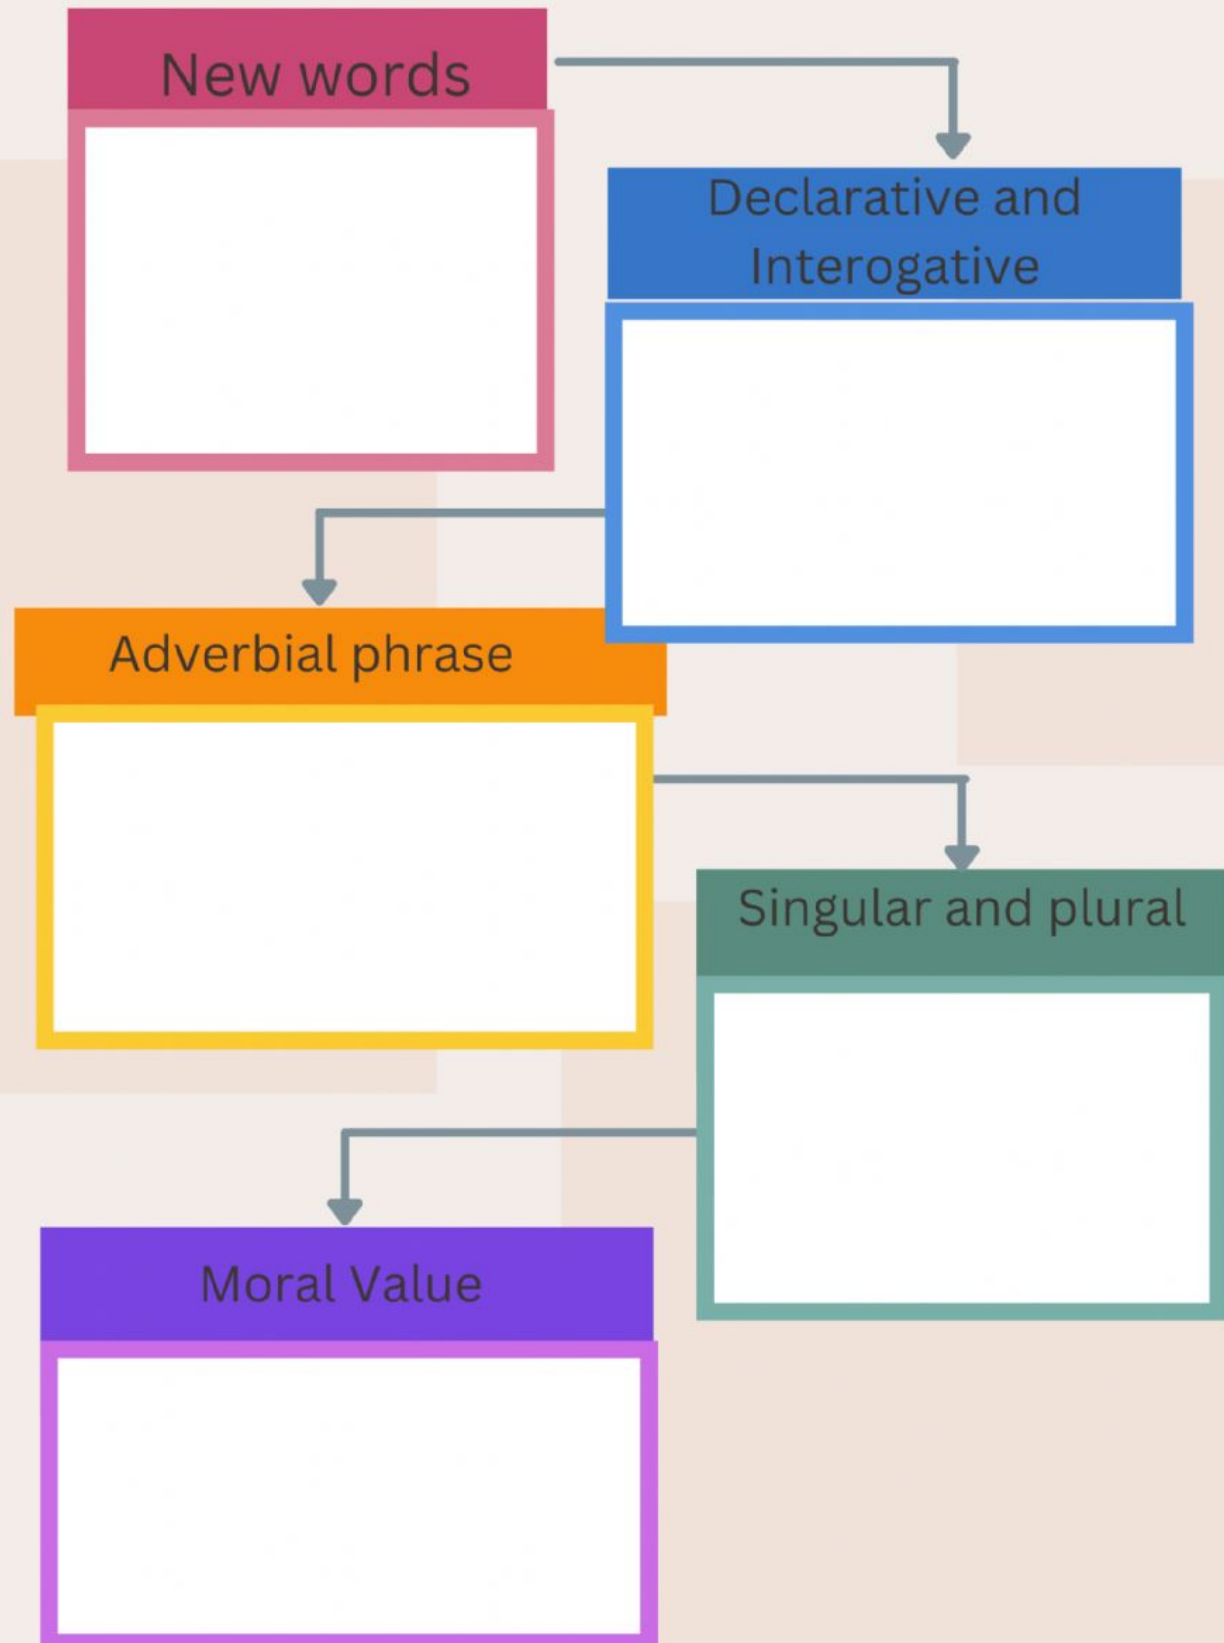 New words
Declarative and
Interogative
Adverbial phrase
Singular and plural
Moral Value